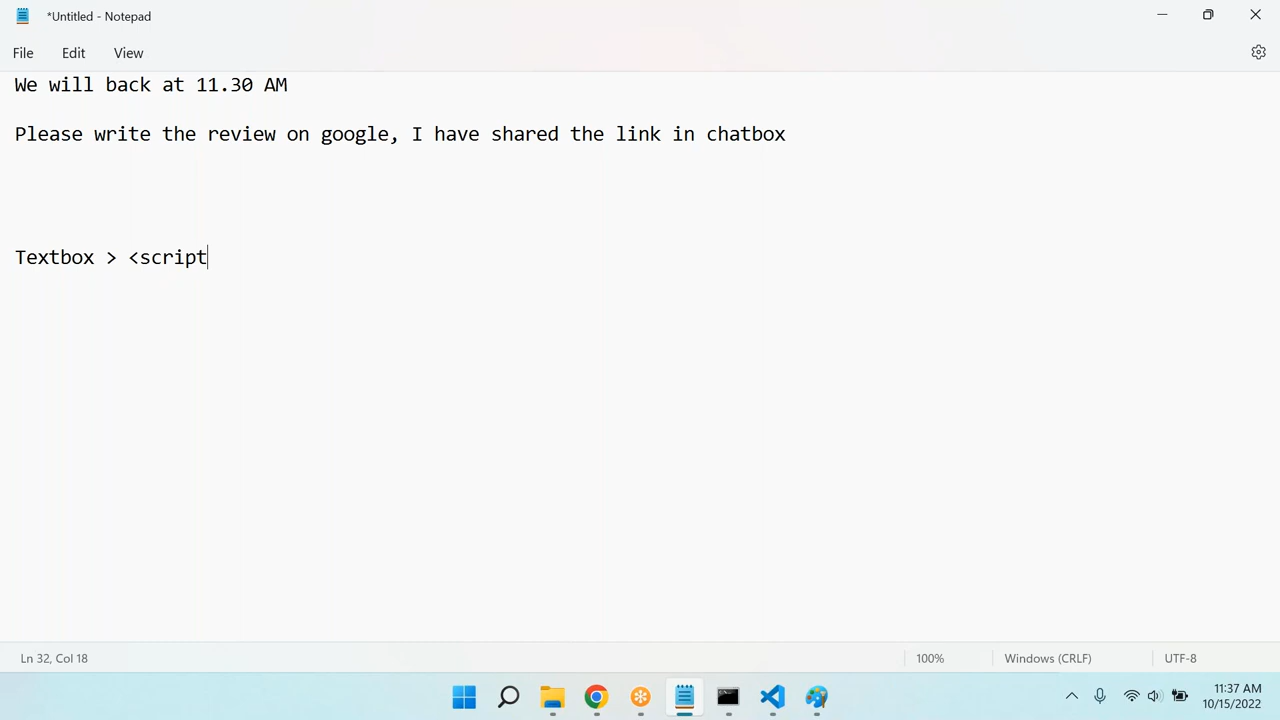 *Untitled - Notepad
File Edit View
We will back at 11.30 AM
Please write the review on google, I have shared the link in chatbox
Textbox > <script
Ln 32, Col 18 100% Windows (CRLF) UTF-8
11:37 AM
10/15/2022